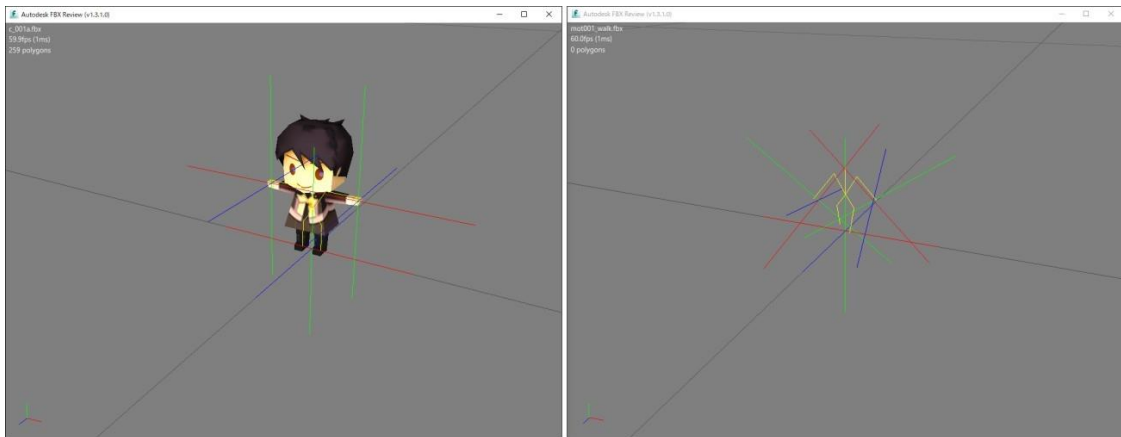 Autodesk FBX Review (v1.3.1.0)
c_001a.fbx
59.9fps (1ms)
259 polygons
Autodesk FBX Review (v1.3.1.0)
mot001_walk.fbx
60.0fps (1ms)
0 polygons